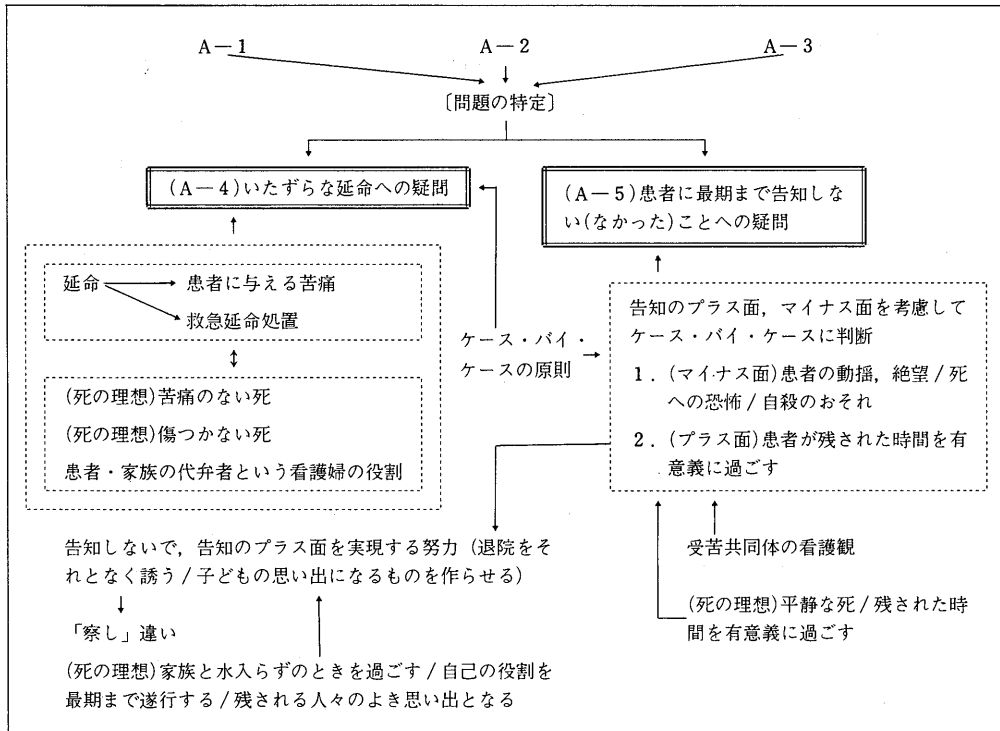 A－1
A－2
A－3
〔問題の特定〕
(A－4)いたずらな延命への疑問
(A－5)患者に最期まで告知しな
い(なかった)ことへの疑問
延命
患者に与える苦痛
救急延命処置
(死の理想)苦痛のない死
(死の理想)傷つかない死
患者・家族の代弁者という看護婦の役割
ケース・バイ・
ケースの原則
告知のプラス面，マイナス面を考慮して
ケース・バイ・ケースに判断
1．(マイナス面)患者の動揺，絶望/死
への恐怖/自殺のおそれ
2．(プラス面)患者が残された時間を有
意義に過ごす
告知しないで，告知のプラス面を実現する努力（退院をそ
れとなく誘う/子どもの思い出になるものを作らせる）
「察し」違い
(死の理想)家族と水入らずのときを過ごす/自己の役割を
最期まで遂行する/残される人々のよき思い出となる
受苦共同体の看護観
(死の理想)平静な死/残された時
間を有意義に過ごす